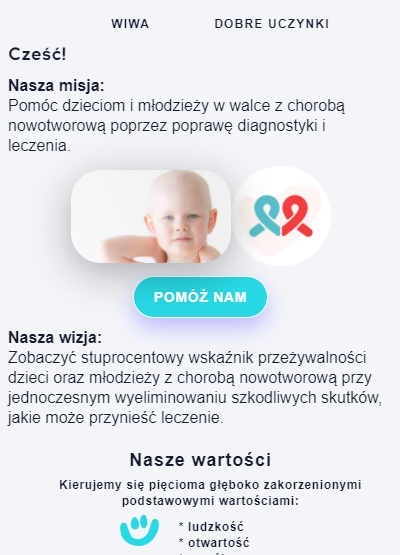 WIWA DOBRE UCZYNKI
Cześć!
Nasza misja:
Pomóc dzieciom i młodzieży w walce z chorobą
nowotworową poprzez poprawę diagnostyki i
leczenia.
POMÓŻ NAM
Nasza wizja:
Zobaczyć stuprocentowy wskaźnik przeżywalności
dzieci oraz młodzieży z chorobą nowotworową przy
jednoczesnym wyeliminowaniu szkodliwych skutków,
jakie może przynieść leczenie.
Nasze wartości
Kierujemy się pięcioma głęboko zakorzenionymi
podstawowymi wartościami:
* ludzkość
* otwartość